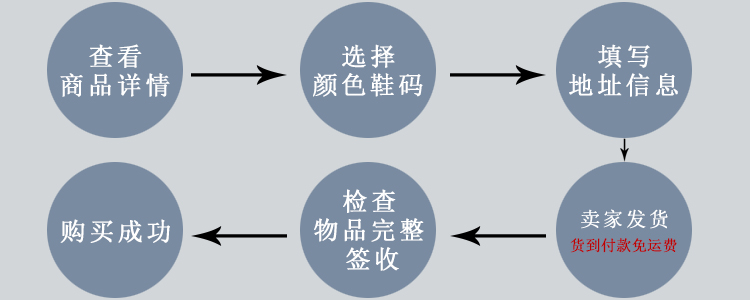 查看
商品详情
选择
颜色鞋码
填写
地址信息
卖家发货
货到付款免运费
检查
物品完整
签收
购买成功